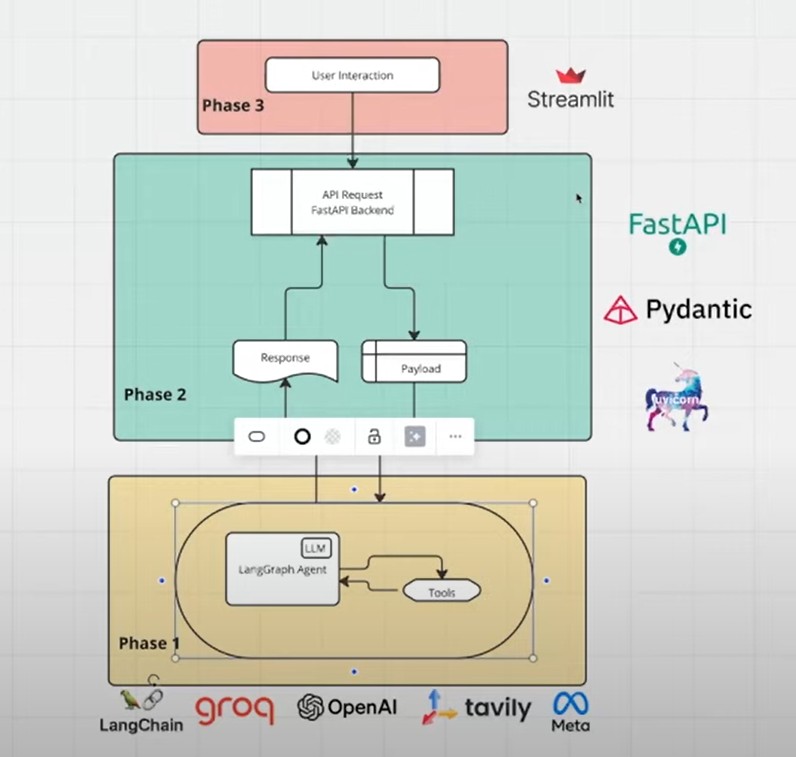 User Interaction
Phase 3
Streamlit
API Request
FastAPI Backend
FastAPI
Pydantic
Response
Payload
Phase 2
uvicorn
LLM
LangGraph Agent
Tools
Phase 1
LangChain
groq
OpenAI
tavily
Meta